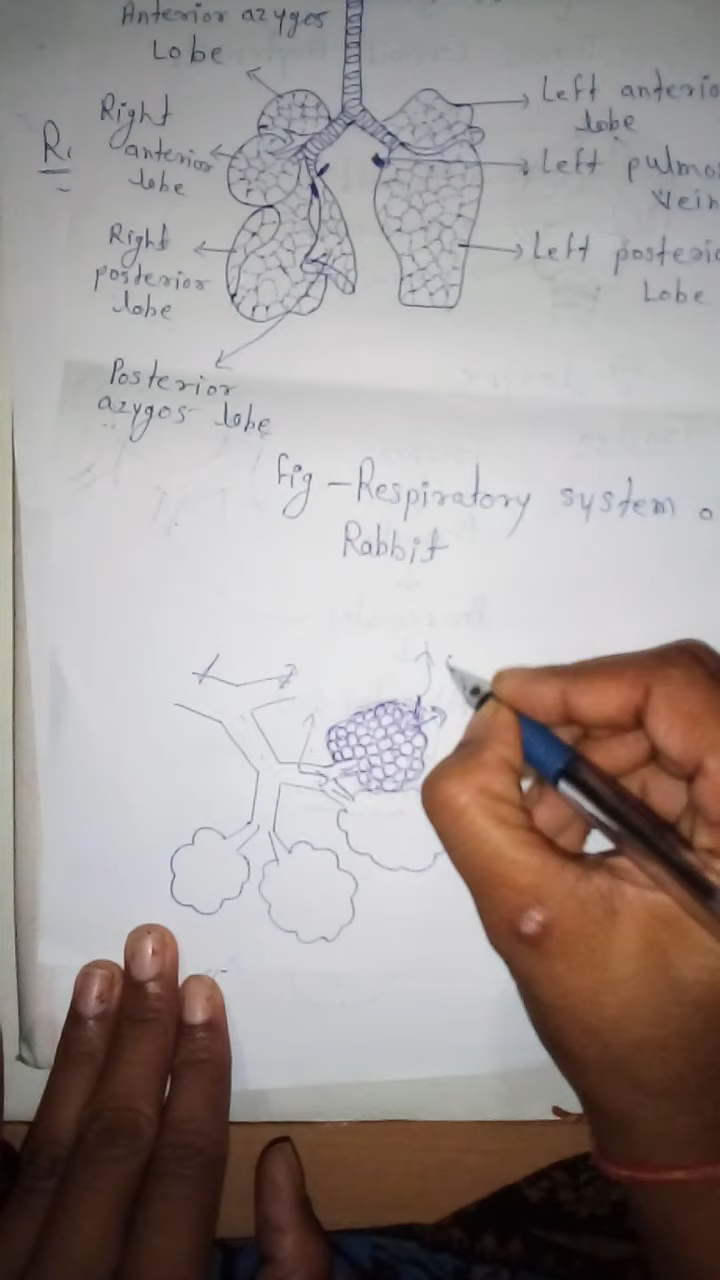 Anterior azygos
Lobe
Right
anterior
lobe
R.
Right
posterior
lobe
Posterior
azygos lobe
Left anterio
lobe
Left pulmo
vein
Left posterio
Lobe
Fig - Respiratory system o
Rabbit